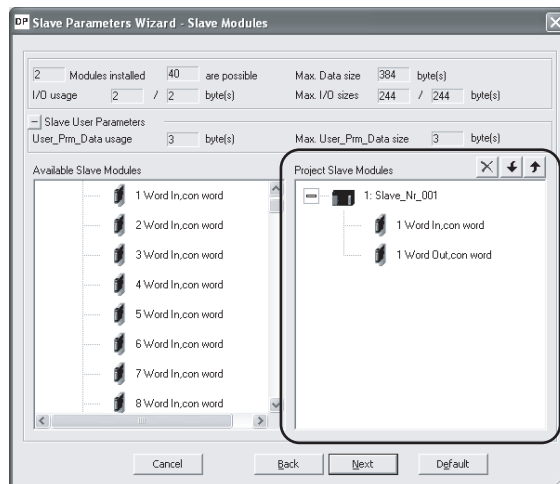 DP Slave Parameters Wizard - Slave Modules
2 Modules installed 40 are possible Max. Data size 384 byte(s)
I/O usage 2 / 2 byte(s) Max. I/O sizes 244 / 244 byte(s)
Slave User Parameters
User_Prm_Data usage 3 byte(s) Max. User_Prm_Data size 3 byte(s)
Available Slave Modules
1 Word In,con word
2 Word In,con word
3 Word In,con word
4 Word In,con word
5 Word In,con word
6 Word In,con word
7 Word In,con word
8 Word In,con word
Project Slave Modules
1: Slave_Nr_001
1 Word In,con word
1 Word Out,con word
Cancel Back Next Default